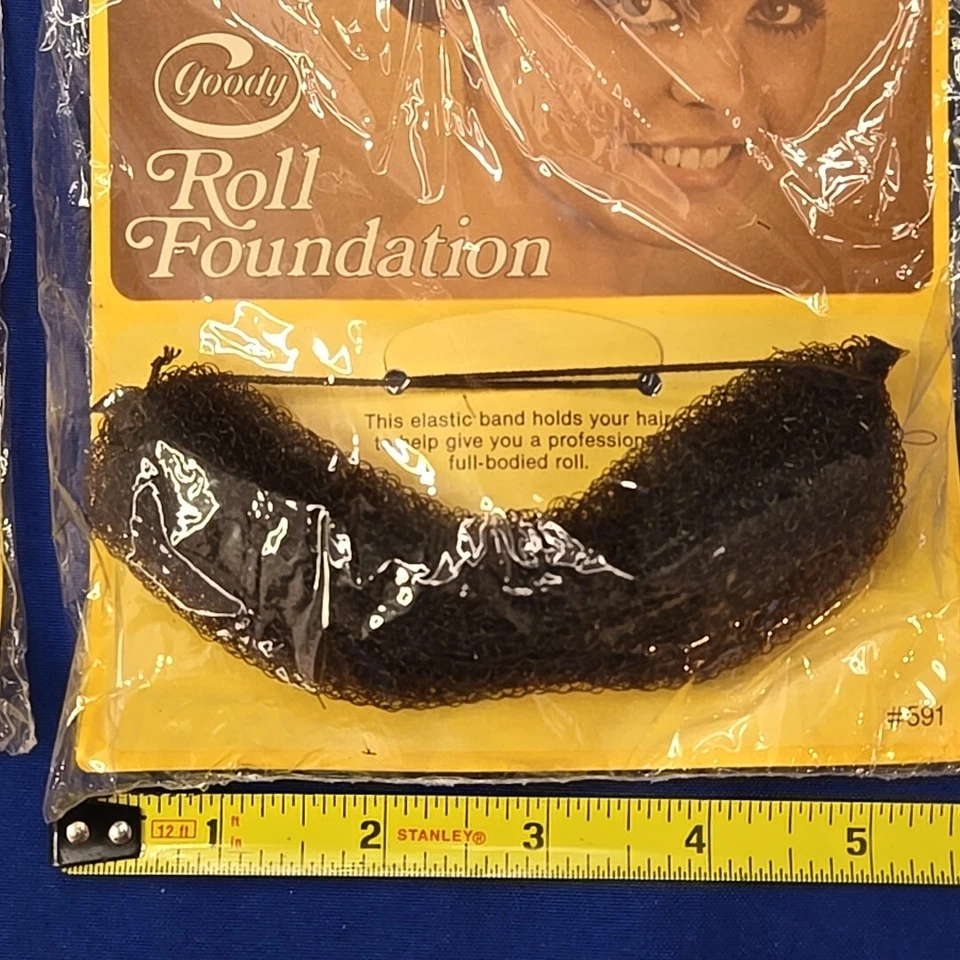 Goody
Roll
Foundation
This elastic band holds your hair
to help give you a profession
full-bodied roll.
#591
12 ft 1 ft 2 STANLEY® 3 4 5
in